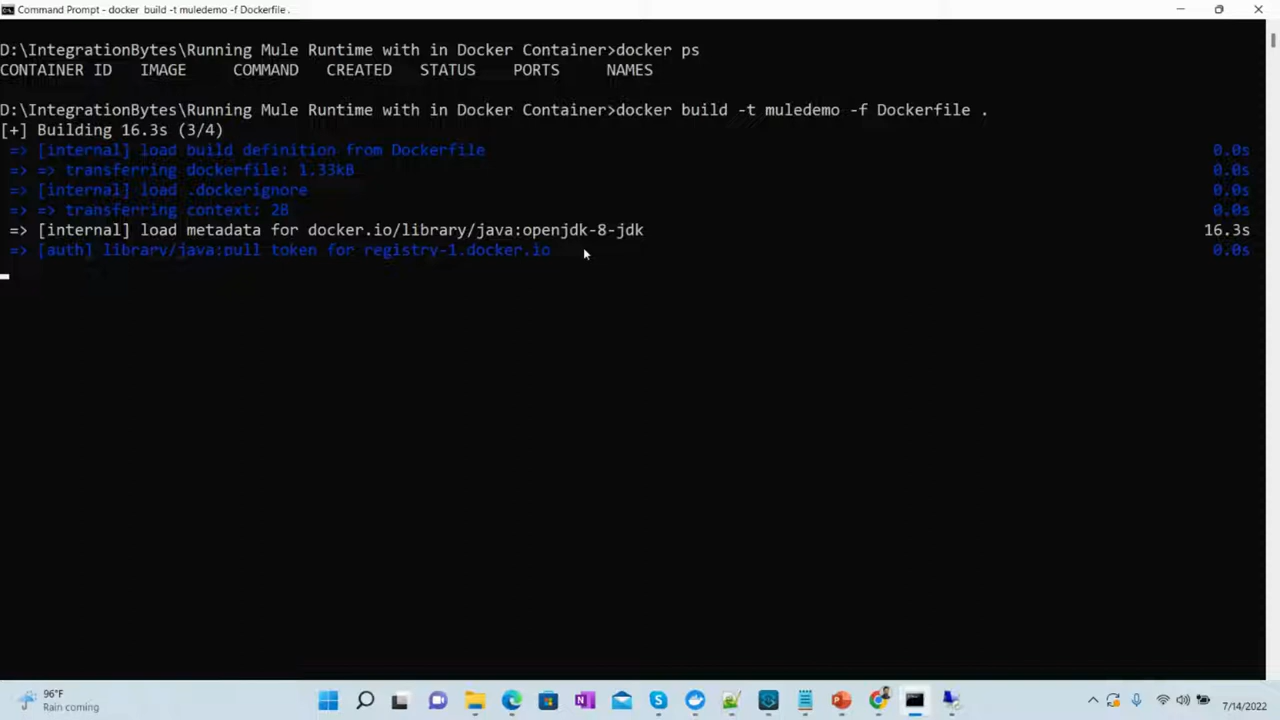 Command Prompt - docker build -t muledemo -f Dockerfile .
D:\IntegrationBytes\Running Mule Runtime with in Docker Container>docker ps
CONTAINER ID IMAGE COMMAND CREATED STATUS PORTS NAMES
D:\IntegrationBytes\Running Mule Runtime with in Docker Container>docker build -t muledemo -f Dockerfile .
[+] Building 16.3s (3/4)
=> [internal] load build definition from Dockerfile 0.0s
=> => transferring dockerfile: 1.33kB 0.0s
=> [internal] load .dockerignore 0.0s
=> => transferring context: 2B 0.0s
=> [internal] load metadata for docker.io/library/java:openjdk-8-jdk 16.3s
=> [auth] library/java:pull token for registry-1.docker.io 0.0s
96°F
Rain coming
7/14/2022